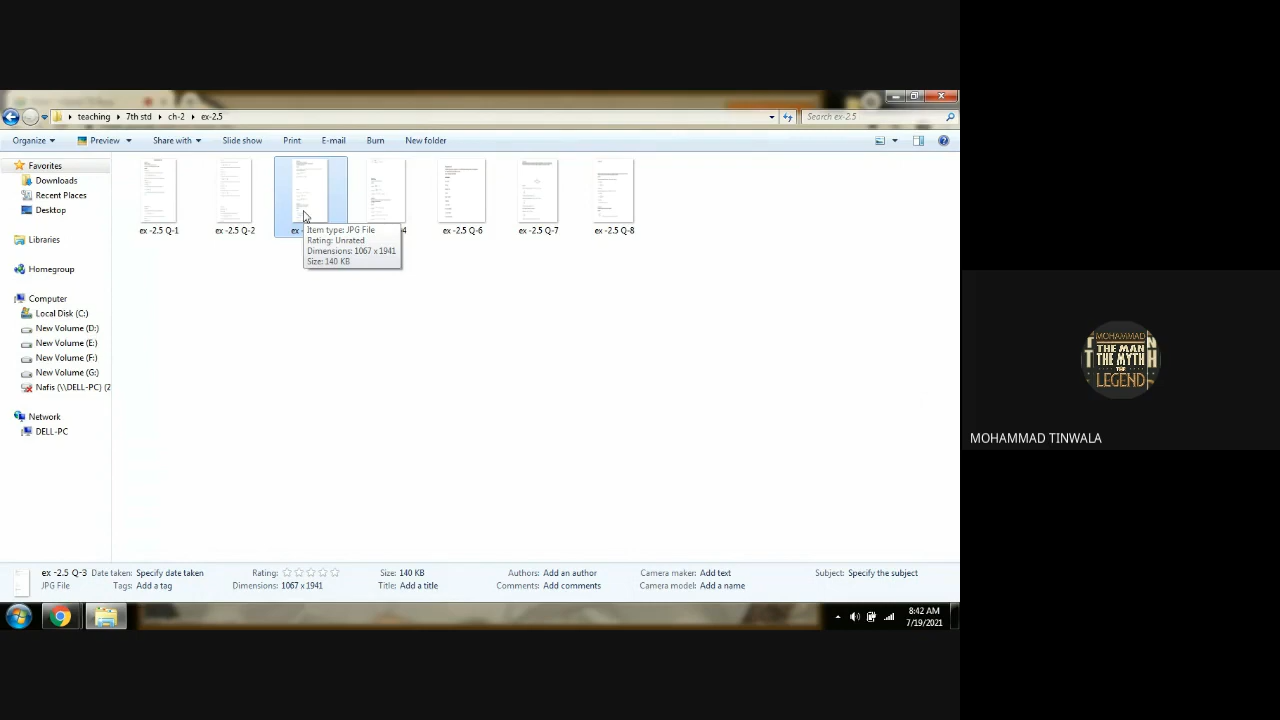 teaching ▸ 7th std ▸ ch-2 ▸ ex-2.5
Search ex-2.5
Organize Preview Share with Slide show Print E-mail Burn New folder
Favorites
Downloads
Recent Places
Desktop
Libraries
Homegroup
Computer
Local Disk (C:)
New Volume (D:)
New Volume (E:)
New Volume (F:)
New Volume (G:)
Nafis (\\DELL-PC) (Z
Network
DELL-PC
ex -2.5 Q-1
ex -2.5 Q-2
ex -2.5 Q-6
ex -2.5 Q-7
ex -2.5 Q-8
Item type: JPG File
Rating: Unrated
Dimensions: 1067 x 1941
Size: 140 KB
ex -2.5 Q-3 Date taken: Specify date taken Rating: Size: 140 KB Authors: Add an author Camera maker: Add text Subject: Specify the subject
JPG File Tags: Add a tag Dimensions: 1067 x 1941 Title: Add a title Comments: Add comments Camera model: Add a name
8:42 AM
7/19/2021
MOHAMMAD
THE MAN
THE MYTH
THE
LEGEND
MOHAMMAD TINWALA